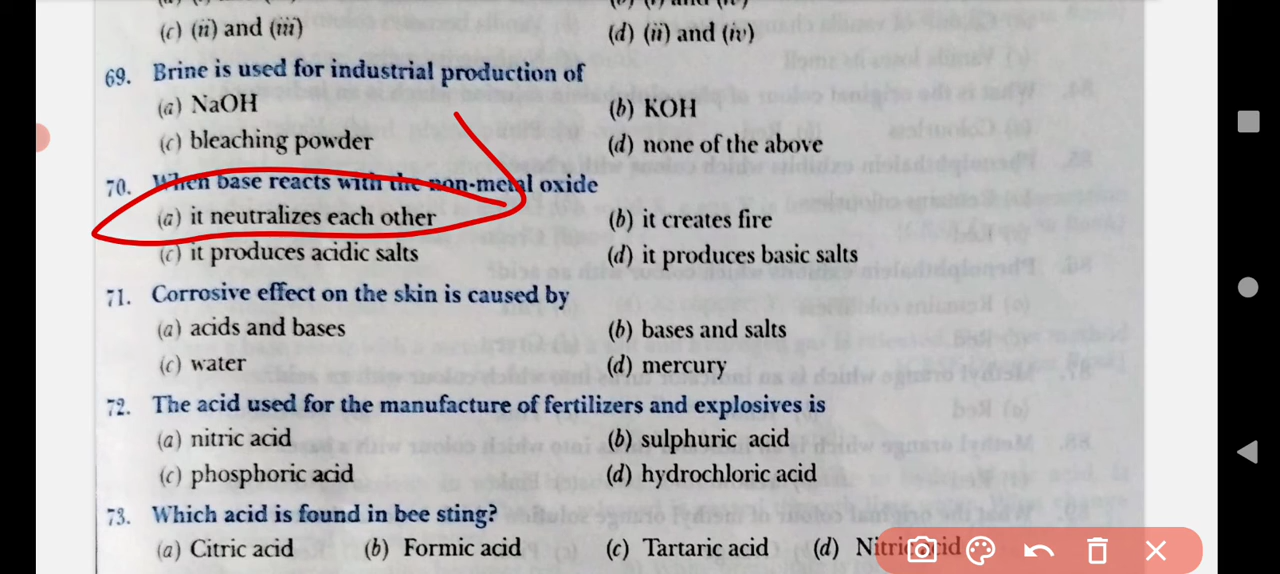 (c) (ii) and (iii)
(d) (ii) and (iv)
69. Brine is used for industrial production of
(a) NaOH
(b) KOH
(c) bleaching powder
(d) none of the above
70. When base reacts with the non-metal oxide
(a) it neutralizes each other
(b) it creates fire
(c) it produces acidic salts
(d) it produces basic salts
71. Corrosive effect on the skin is caused by
(a) acids and bases
(b) bases and salts
(c) water
(d) mercury
72. The acid used for the manufacture of fertilizers and explosives is
(a) nitric acid
(b) sulphuric acid
(c) phosphoric acid
(d) hydrochloric acid
73. Which acid is found in bee sting?
(a) Citric acid (b) Formic acid (c) Tartaric acid (d) Nitric acid